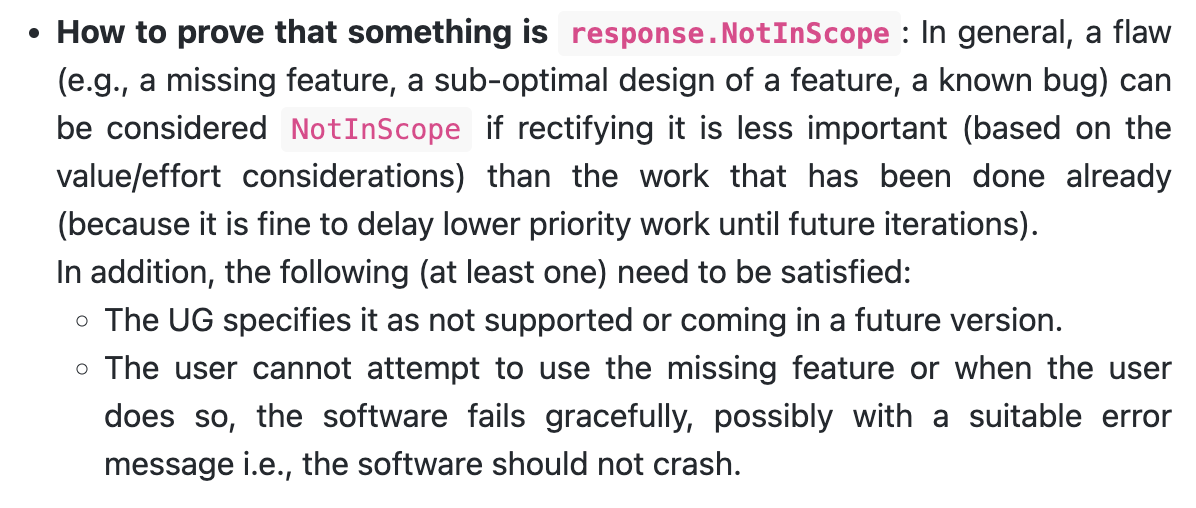 • How to prove that something is response.NotInScope: In general, a flaw
(e.g., a missing feature, a sub-optimal design of a feature, a known bug) can
be considered NotInScope if rectifying it is less important (based on the
value/effort considerations) than the work that has been done already
(because it is fine to delay lower priority work until future iterations).
In addition, the following (at least one) need to be satisfied:
○ The UG specifies it as not supported or coming in a future version.
○ The user cannot attempt to use the missing feature or when the user
does so, the software fails gracefully, possibly with a suitable error
message i.e., the software should not crash.